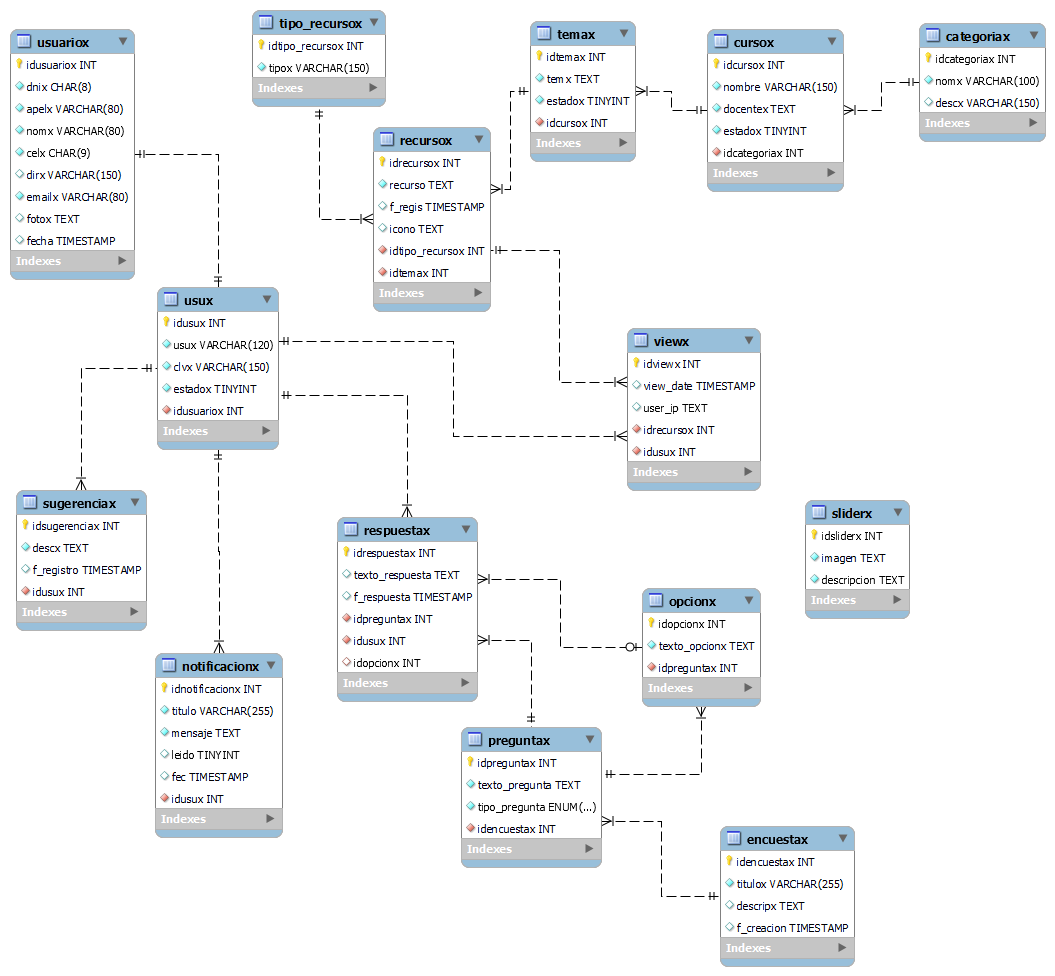 usuariox
idusuariox INT
dnix CHAR(8)
apelx VARCHAR(80)
nomx VARCHAR(80)
celx CHAR(9)
dirx VARCHAR(150)
emailx VARCHAR(80)
fotox TEXT
fecha TIMESTAMP
Indexes
tipo_recursox
idtipo_recursox INT
tipox VARCHAR(150)
Indexes
recursox
idrecursox INT
recurso TEXT
f_regis TIMESTAMP
icono TEXT
idtipo_recursox INT
idtemax INT
Indexes
temax
idtemax INT
temx TEXT
estadox TINYINT
idcursox INT
Indexes
cursox
idcursox INT
nombre VARCHAR(150)
docentex TEXT
estadox TINYINT
idcategoriax INT
Indexes
categoriax
idcategoriax INT
nomx VARCHAR(100)
descx VARCHAR(150)
Indexes
usux
idusux INT
usux VARCHAR(120)
clvx VARCHAR(150)
estadox TINYINT
idusuariox INT
Indexes
viewx
idviewx INT
view_date TIMESTAMP
user_ip TEXT
idrecursox INT
idusux INT
Indexes
sugerenciax
idsugerenciax INT
descx TEXT
f_registro TIMESTAMP
idusux INT
Indexes
respuestax
idrespuestax INT
texto_respuesta TEXT
f_respuesta TIMESTAMP
idpreguntax INT
idusux INT
idopcionx INT
Indexes
sliderx
idsliderx INT
imagen TEXT
descripcion TEXT
Indexes
opcionx
idopcionx INT
texto_opcionx TEXT
idpreguntax INT
Indexes
notificacionx
idnotificacionx INT
titulo VARCHAR(255)
mensaje TEXT
leido TINYINT
fec TIMESTAMP
idusux INT
Indexes
preguntax
idpreguntax INT
texto_pregunta TEXT
tipo_pregunta ENUM(...)
idencuestax INT
Indexes
encuestax
idencuestax INT
titulox VARCHAR(255)
descripx TEXT
f_creacion TIMESTAMP
Indexes